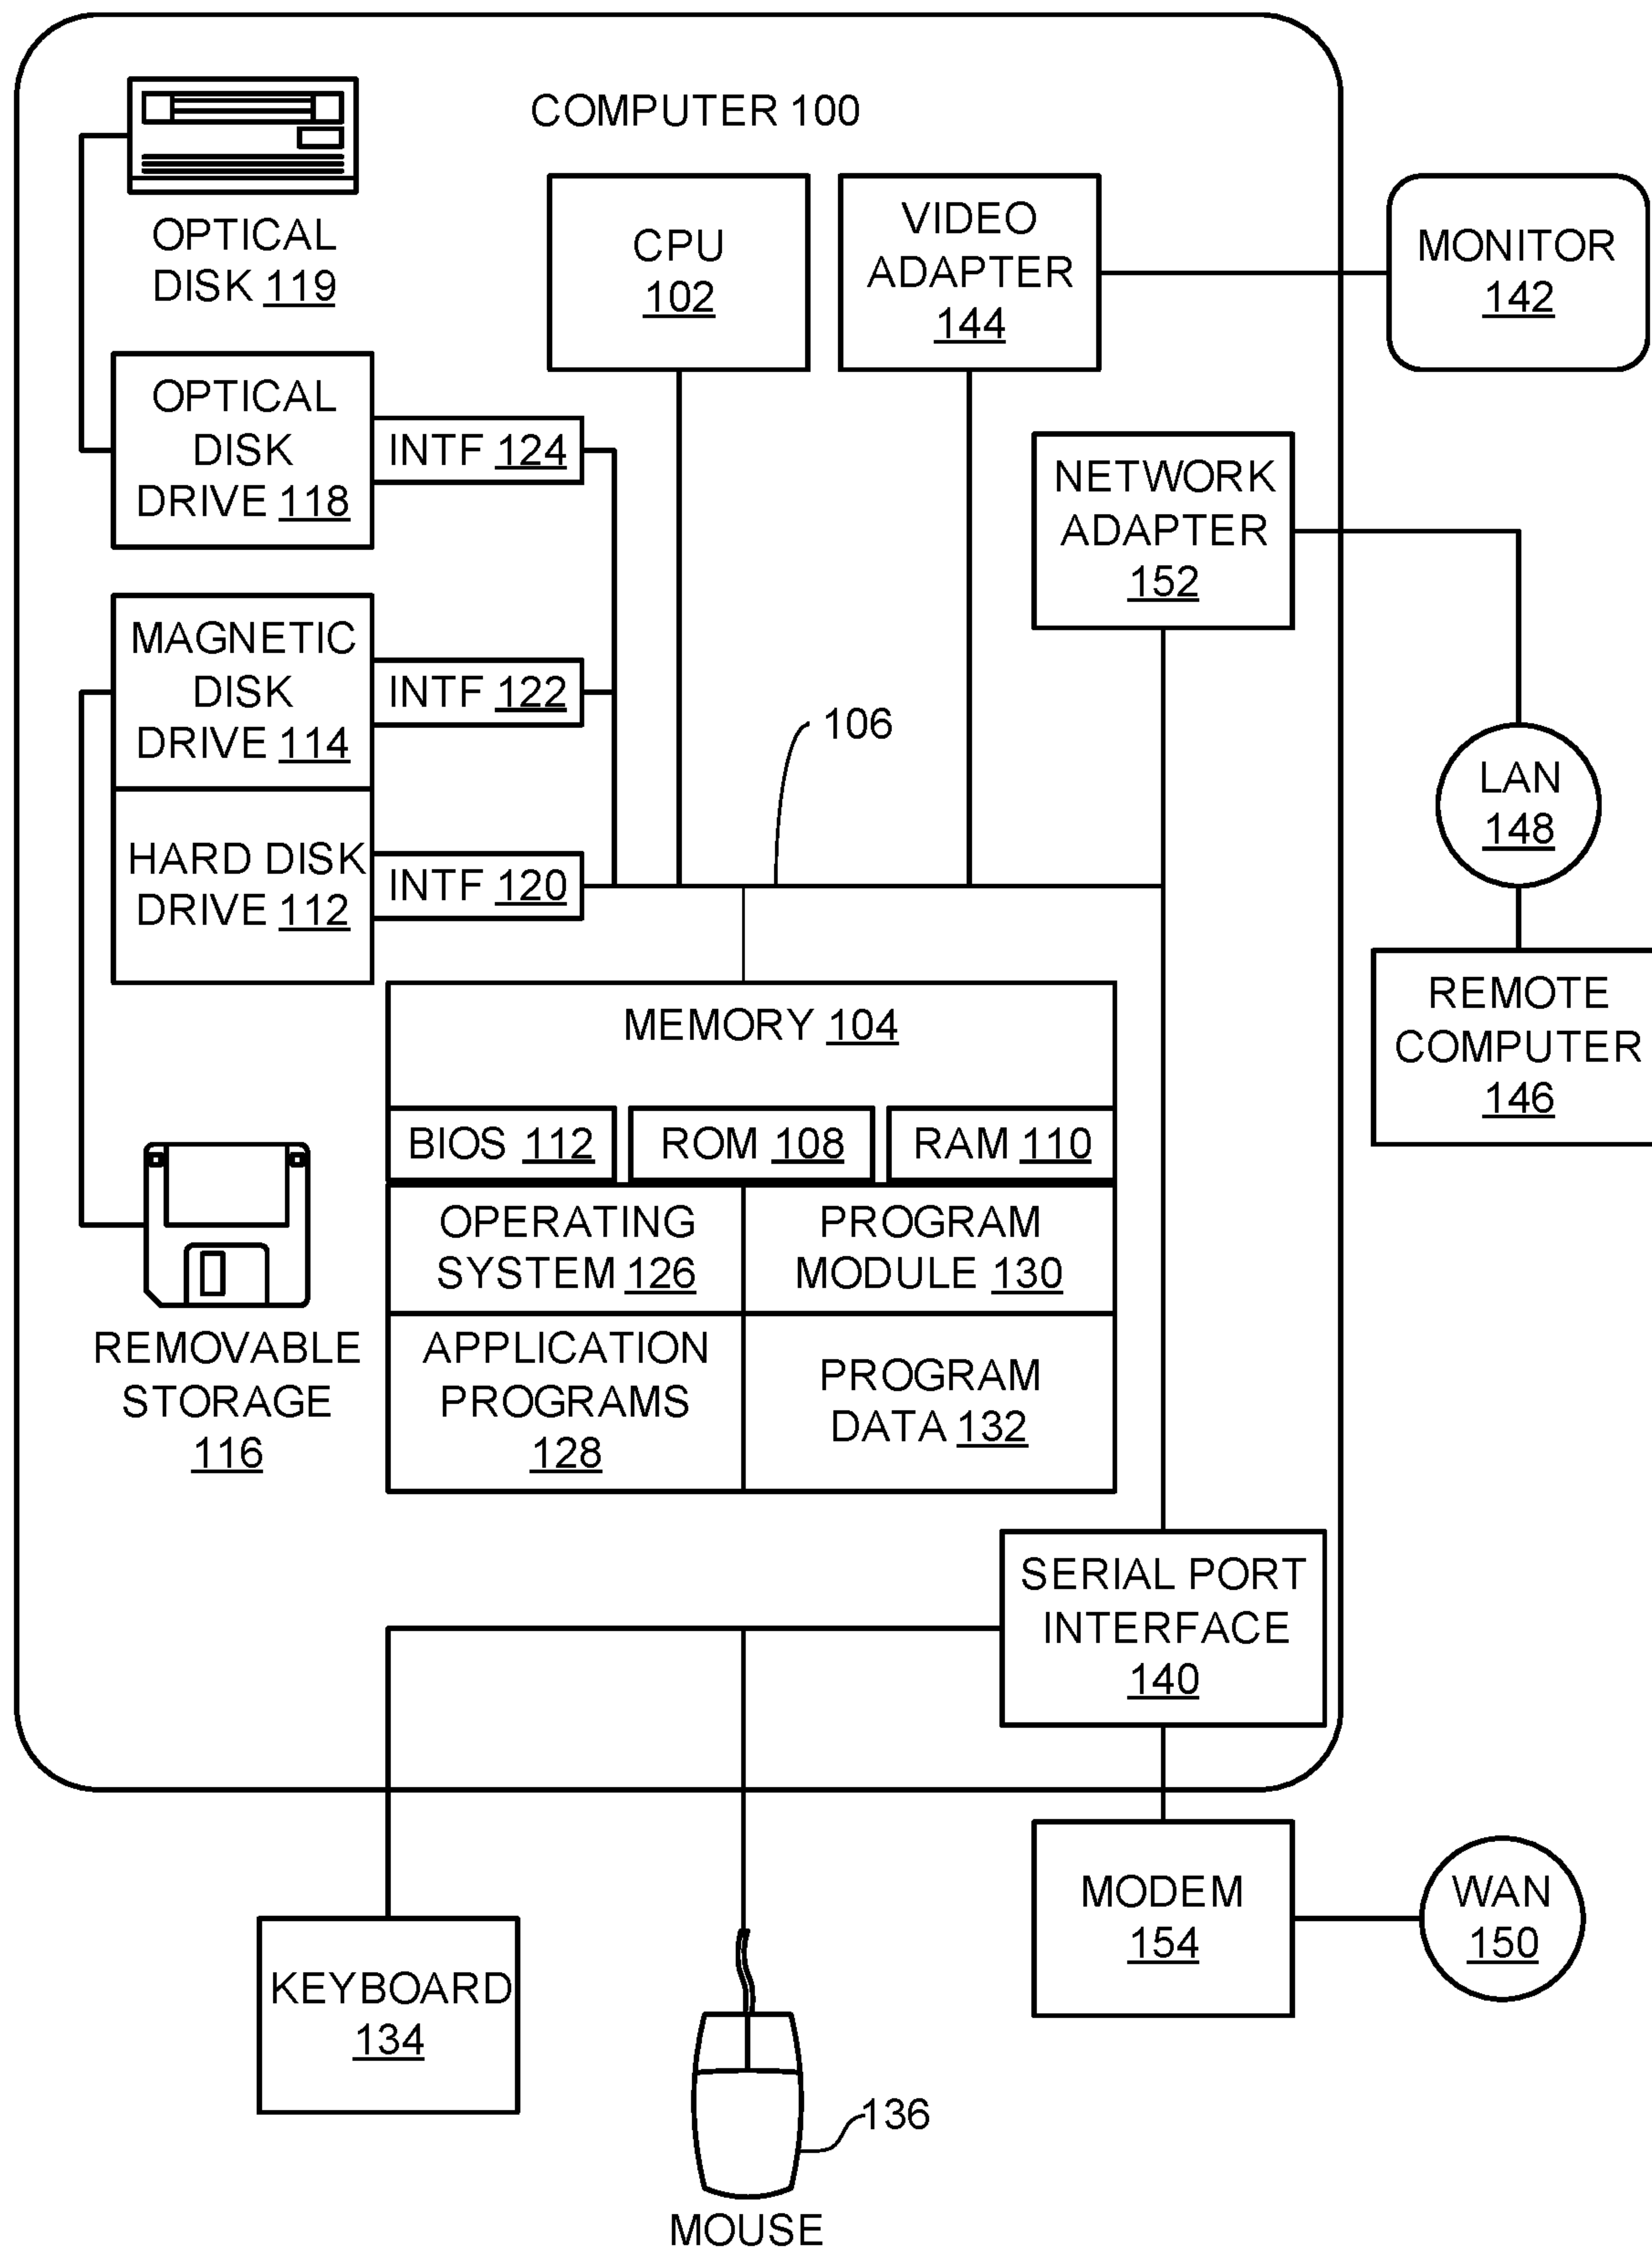 COMPUTER 100
OPTICAL
DISK 119
CPU
102
VIDEO
ADAPTER
144
MONITOR
142
OPTICAL
DISK
DRIVE 118
INTF 124
NETWORK
ADAPTER
152
MAGNETIC
DISK
DRIVE 114
INTF 122
106
LAN
148
HARD DISK
DRIVE 112
INTF 120
REMOTE
COMPUTER
146
MEMORY 104
BIOS 112
ROM 108
RAM 110
OPERATING
SYSTEM 126
PROGRAM
MODULE 130
REMOVABLE
STORAGE
116
APPLICATION
PROGRAMS
128
PROGRAM
DATA 132
SERIAL PORT
INTERFACE
140
MODEM
154
WAN
150
KEYBOARD
134
136
MOUSE